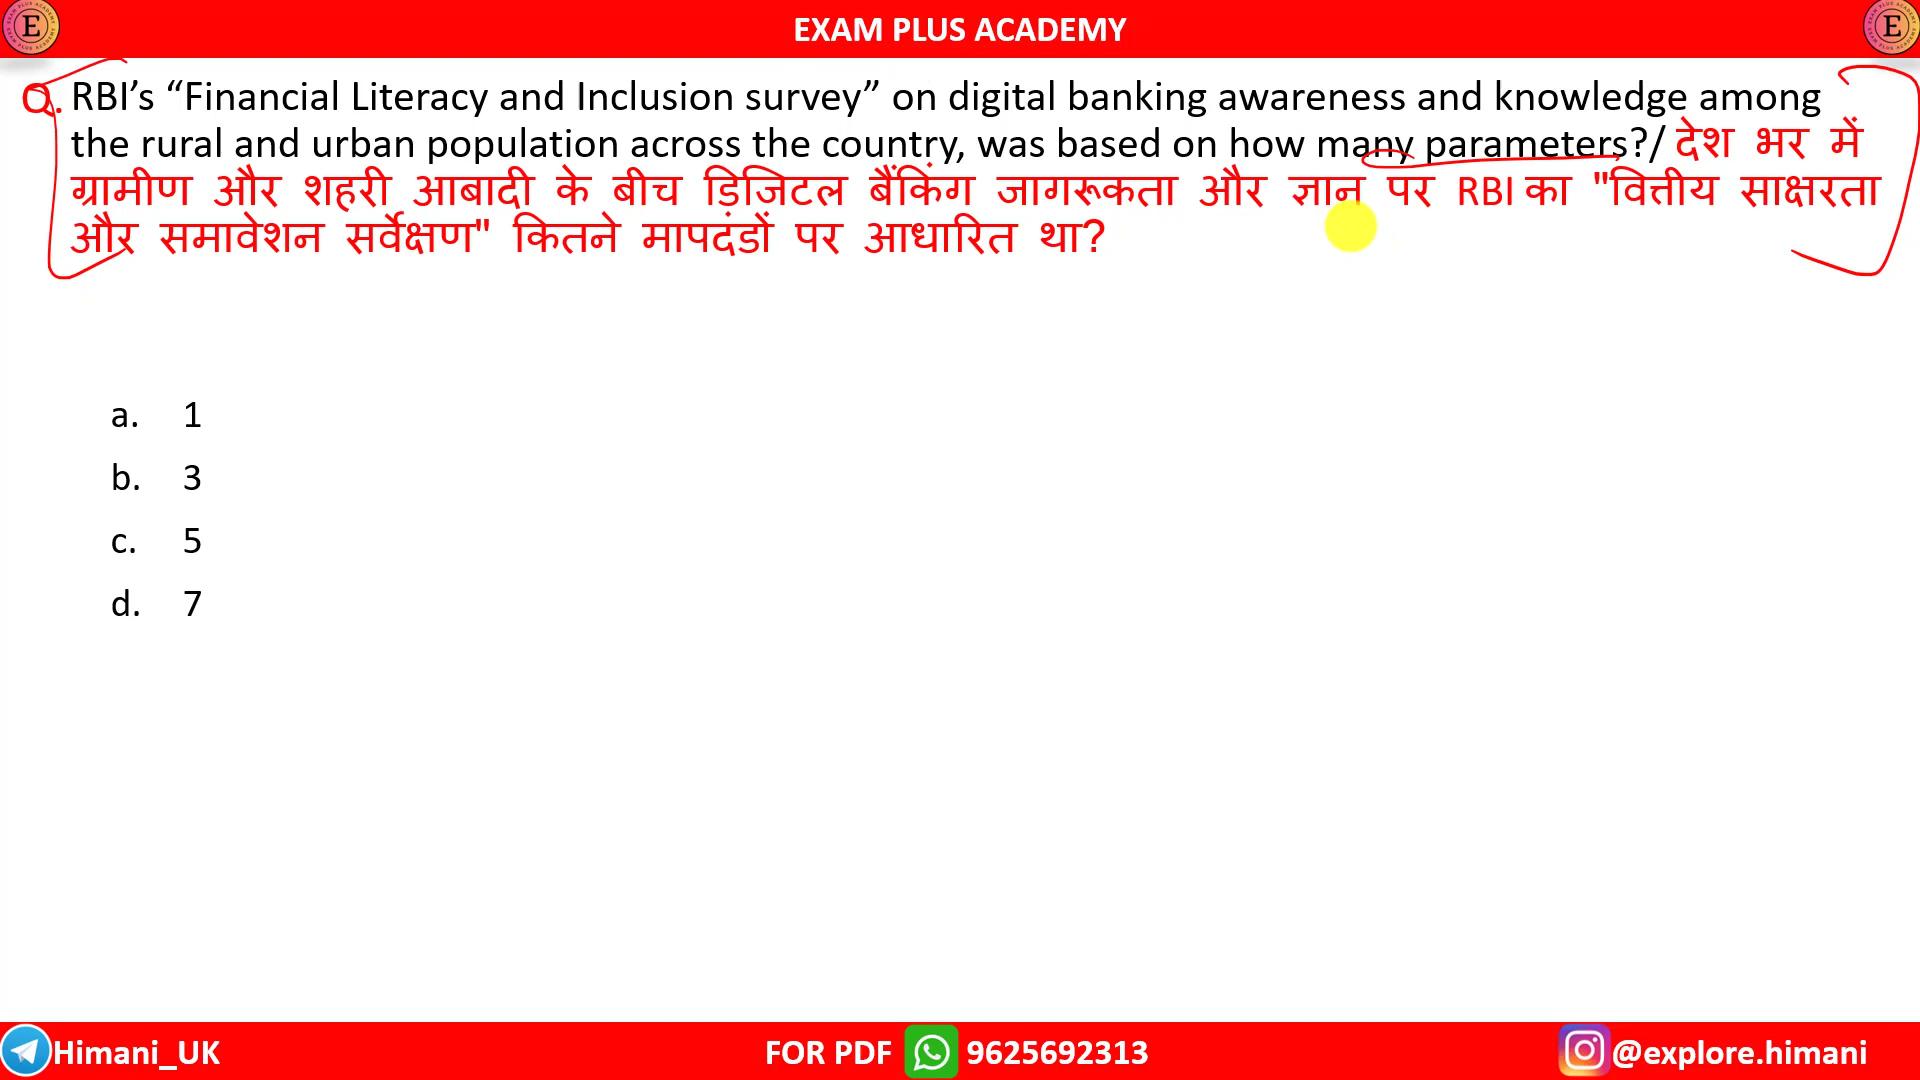 E
EXAM PLUS ACADEMY
E
Q. RBI’s “Financial Literacy and Inclusion survey” on digital banking awareness and knowledge among
the rural and urban population across the country, was based on how many parameters?/ देश भर में
ग्रामीण और शहरी आबादी के बीच डिजिटल बैंकिंग जागरूकता और ज्ञान पर RBI का "वित्तीय साक्षरता
और समावेशन सर्वेक्षण" कितने मापदंडों पर आधारित था?
a. 1
b. 3
c. 5
d. 7
Himani_UK
FOR PDF 9625692313
@explore.himani